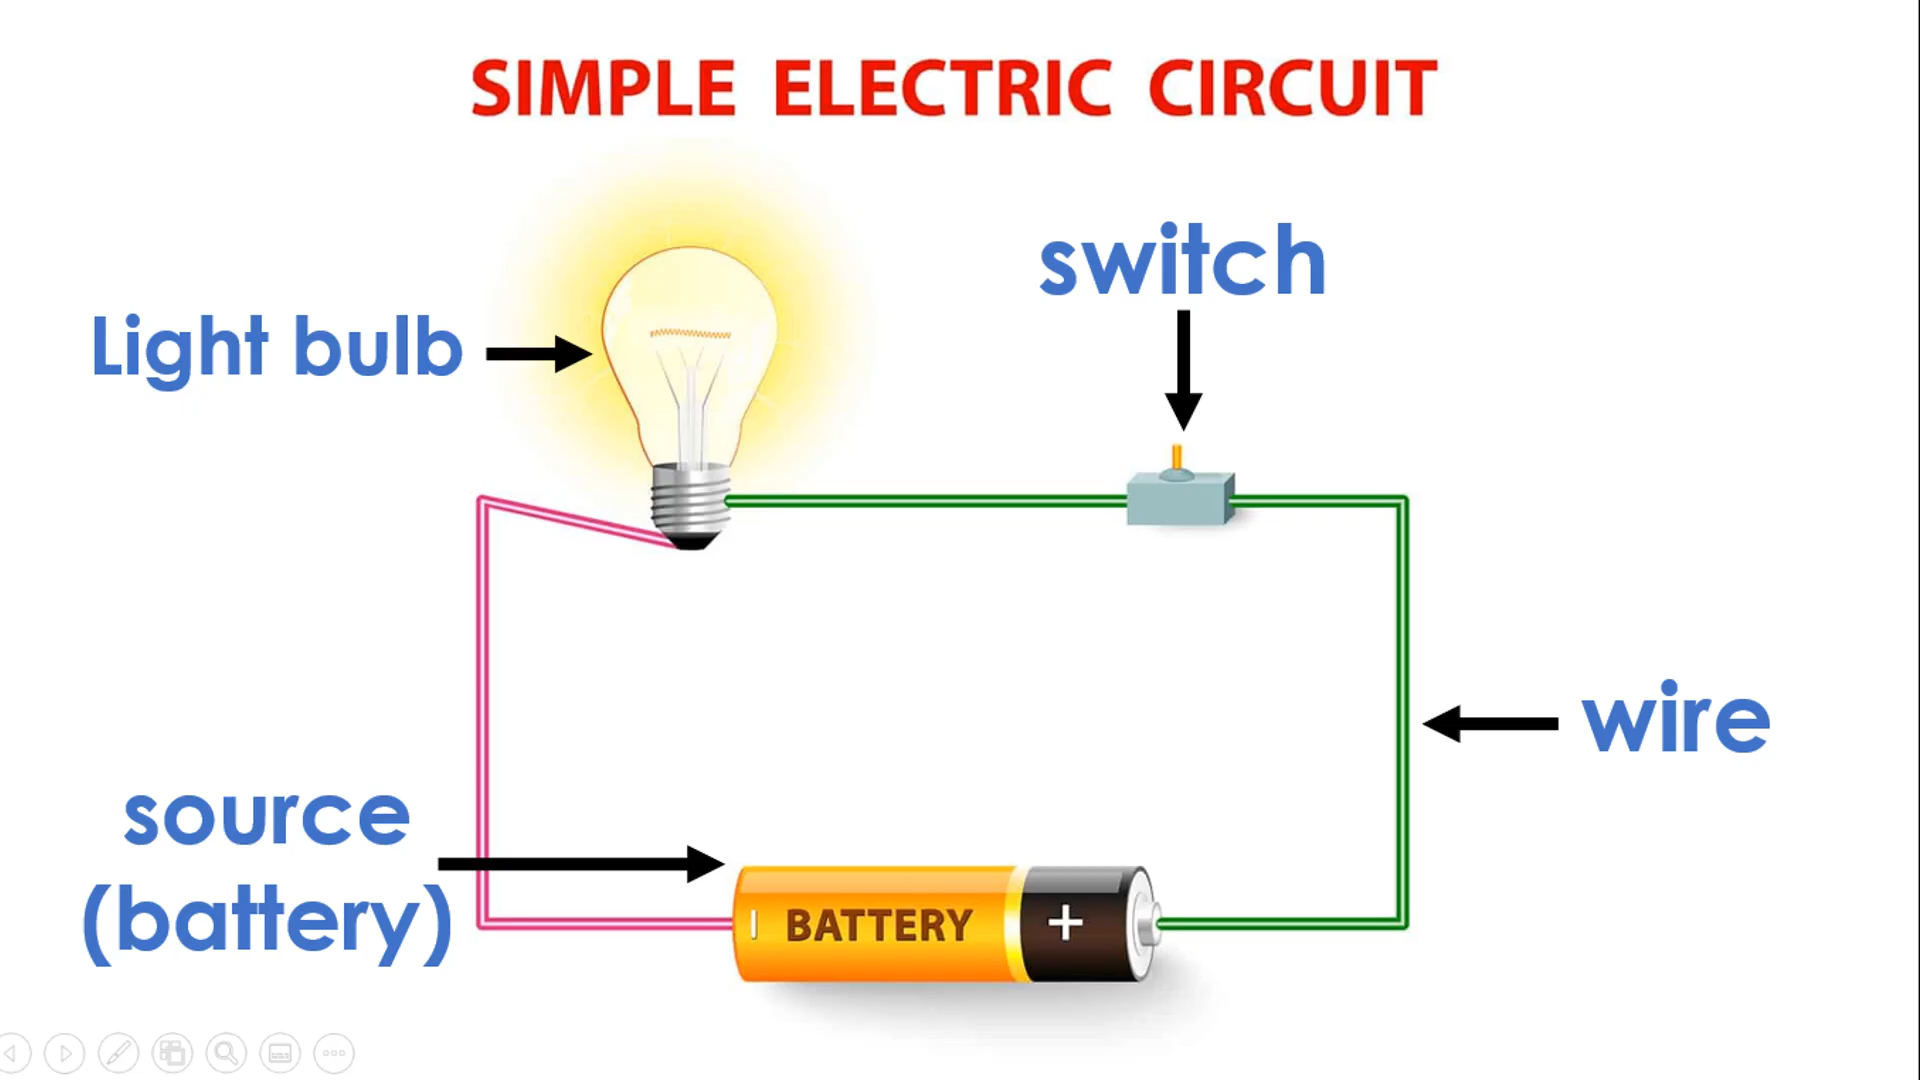 SIMPLE ELECTRIC CIRCUIT
switch
Light bulb
wire
source
(battery)
BATTERY +